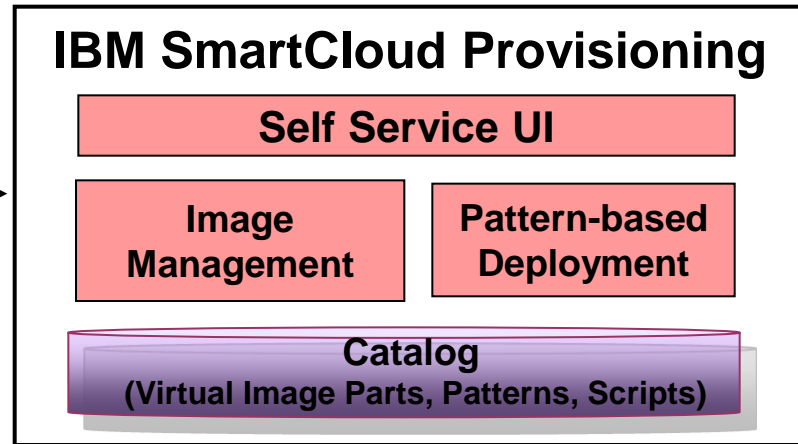 IBM SmartCloud Provisioning
Self Service UI
Image
Management
Pattern-based
Deployment
Catalog
(Virtual Image Parts, Patterns, Scripts)